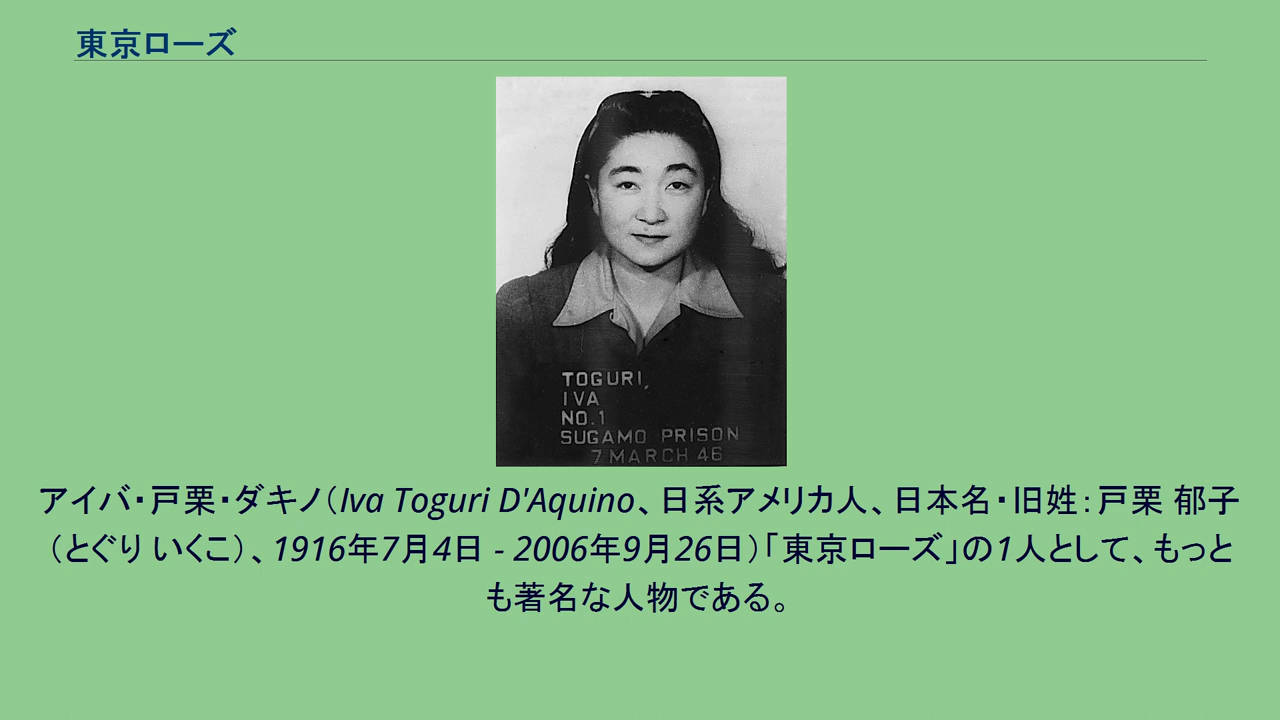 東京ローズ
TOGURI,
IVA
NO.1
SUGAMO PRISON
7 MARCH 46
アイバ・戸栗・ダキノ（Iva Toguri D'Aquino、日系アメリカ人、日本名・旧姓：戸栗 郁子
（とぐり いくこ）、1916年7月4日 - 2006年9月26日）「東京ローズ」の1人として、もっと
も著名な人物である。